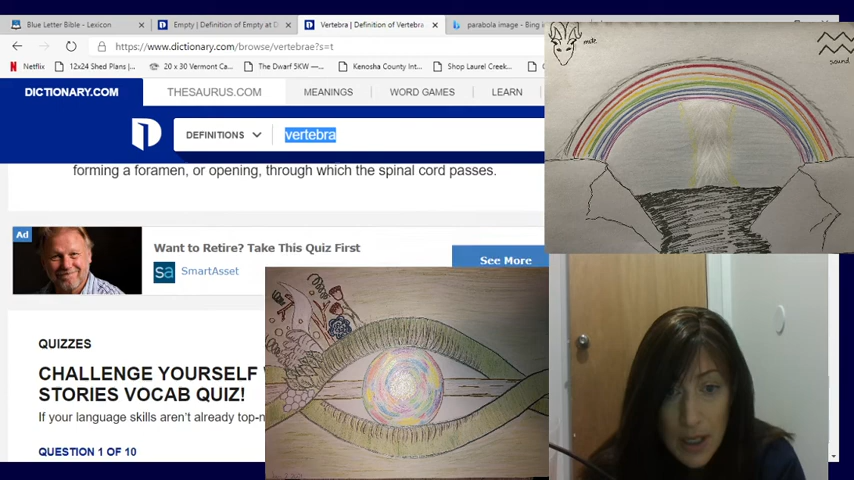 Blue Letter Bible - Lexicon
Empty | Definition of Empty at D
Vertebra | Definition of Vertebra
parabola image - Bing i
https://www.dictionary.com/browse/vertebrae?s=t
Netflix
12x24 Shed Plans |
20 x 30 Vermont Ca...
The Dwarf 5KW —...
Kenosha County Int...
Shop Laurel Creek...
DICTIONARY.COM
THESAURUS.COM
MEANINGS
WORD GAMES
LEARN
DEFINITIONS
vertebra
forming a foramen, or opening, through which the spinal cord passes.
Ad
Want to Retire? Take This Quiz First
SmartAsset
See More
QUIZZES
CHALLENGE YOURSELF
STORIES VOCAB QUIZ!
If your language skills aren't already top-n
QUESTION 1 OF 10
sound